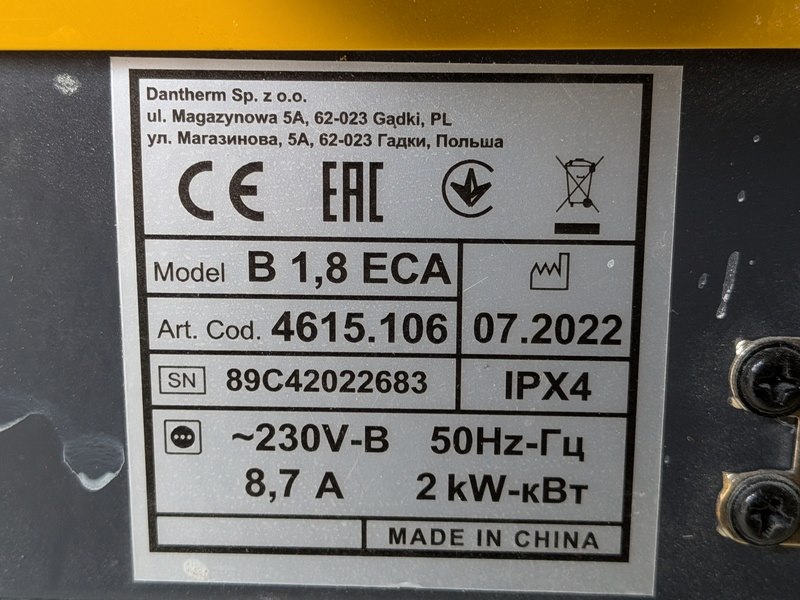 Dantherm Sp. z o.o.
ul. Magazynowa 5A, 62-023 Gądki, PL
ул. Магазинова, 5A, 62-023 Гадки, Польша
CE EAC
Model B 1,8 ECA
Art. Cod. 4615.106
07.2022
SN 89C42022683
IPX4
~230V-В 50Hz-Гц
8,7 A 2 kW-кВт
MADE IN CHINA